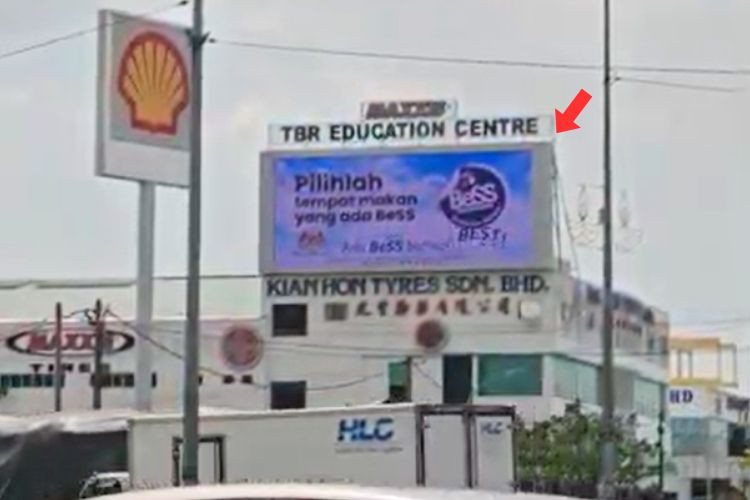 MAXXIS
TBR EDUCATION CENTRE
Pilihlah
tempat makan
yang ada BeSS
BeSS
BEST!
Ada BeSS
KIAN HON TYRES SDN. BHD.
MAXXIS
HLC
HLC
HD